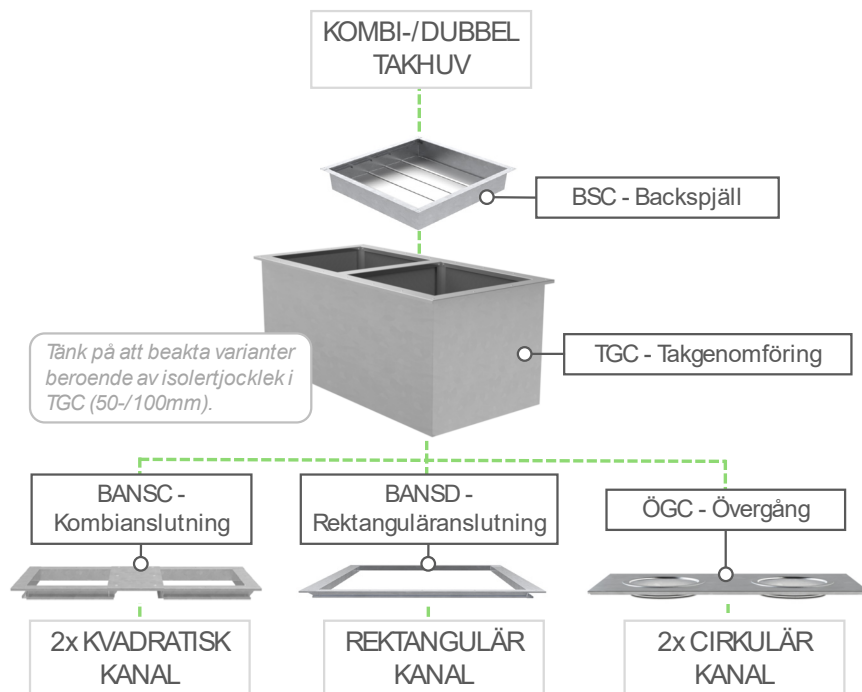 KOMBI-/DUBBEL
TAKHUV
BSC - Backspjäll
TGC - Takgenomföring
Tänk på att beakta varianter
beroende av isolertjocklek i
TGC (50-/100mm).
BANSC -
Kombianslutning
BANSD -
Rektanguläranslutning
ÖGC - Övergång
2x KVADRATISK
KANAL
REKTANGULÄR
KANAL
2x CIRKULÄR
KANAL